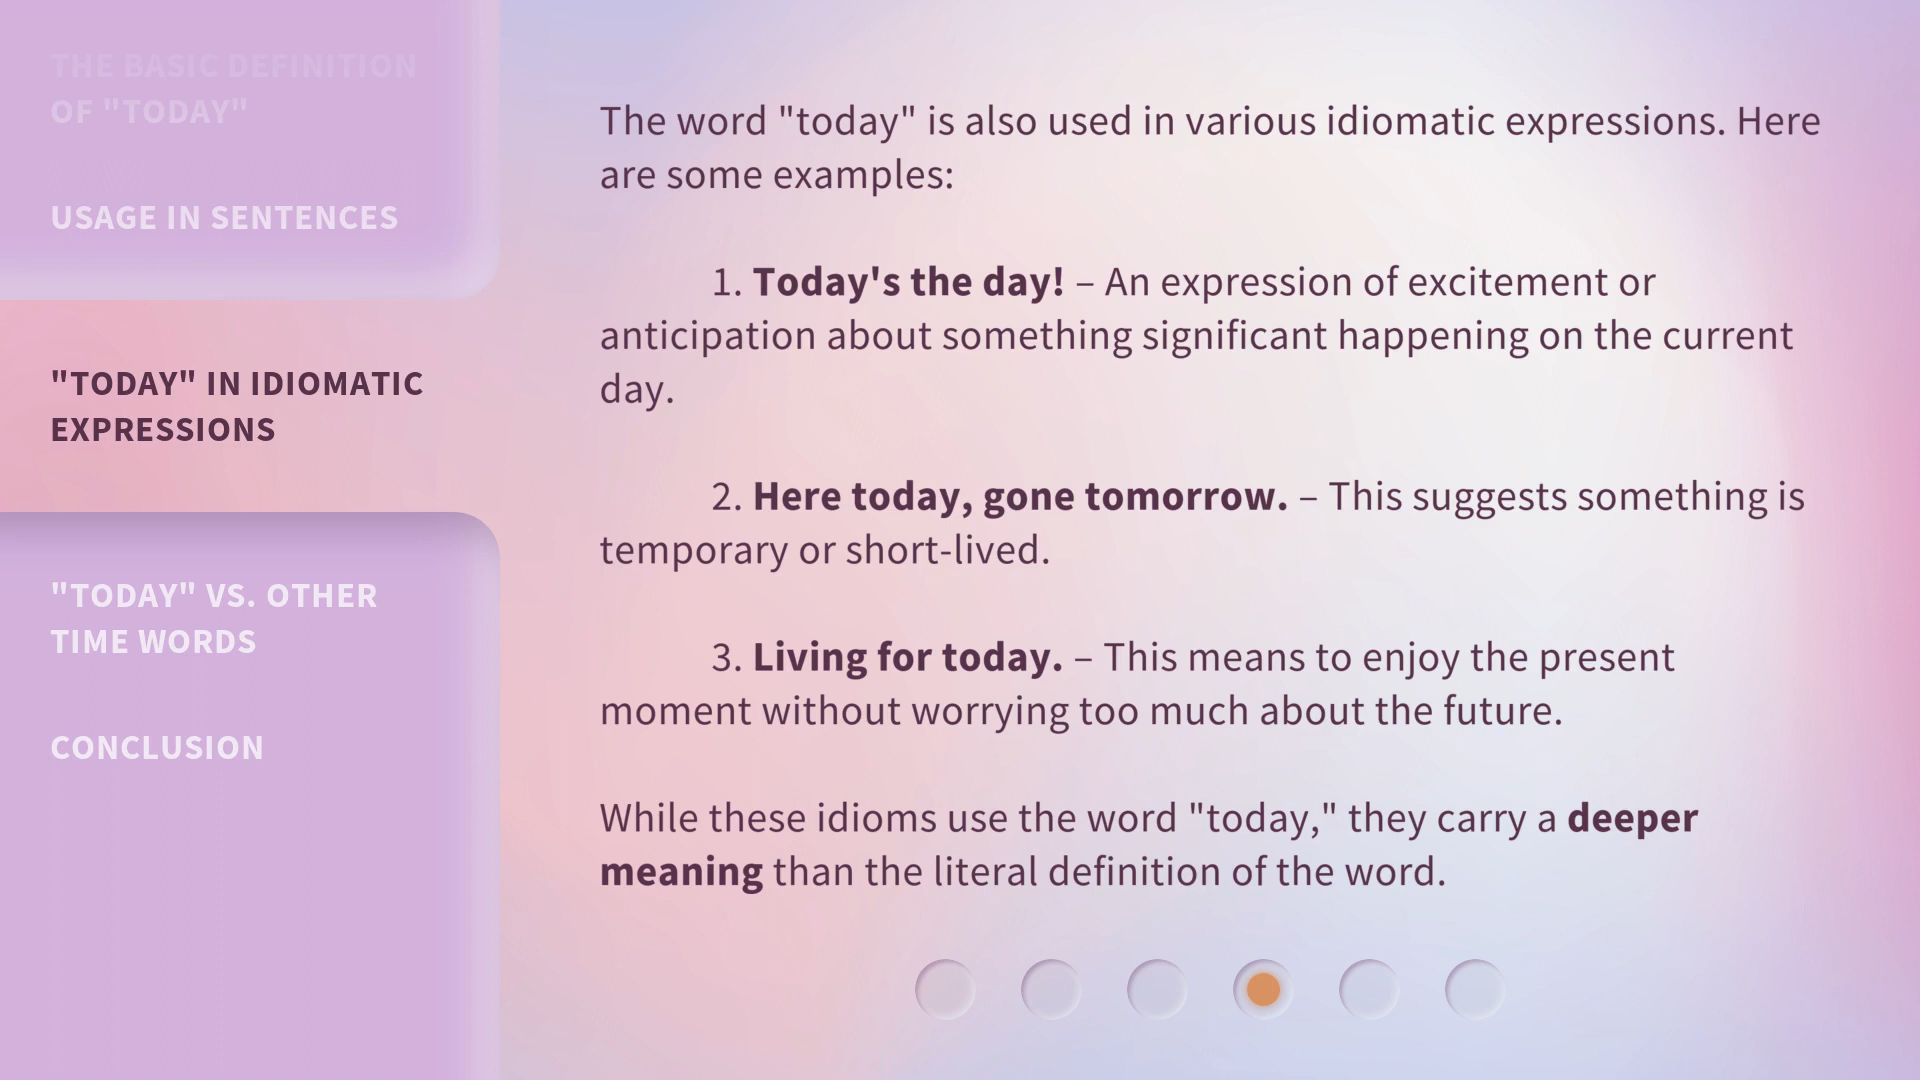 THE BASIC DEFINITION
OF "TODAY"
USAGE IN SENTENCES
"TODAY" IN IDIOMATIC
EXPRESSIONS
"TODAY" VS. OTHER
TIME WORDS
CONCLUSION
The word "today" is also used in various idiomatic expressions. Here
are some examples:
1. Today's the day! – An expression of excitement or
anticipation about something significant happening on the current
day.
2. Here today, gone tomorrow. – This suggests something is
temporary or short-lived.
3. Living for today. – This means to enjoy the present
moment without worrying too much about the future.
While these idioms use the word "today," they carry a deeper
meaning than the literal definition of the word.